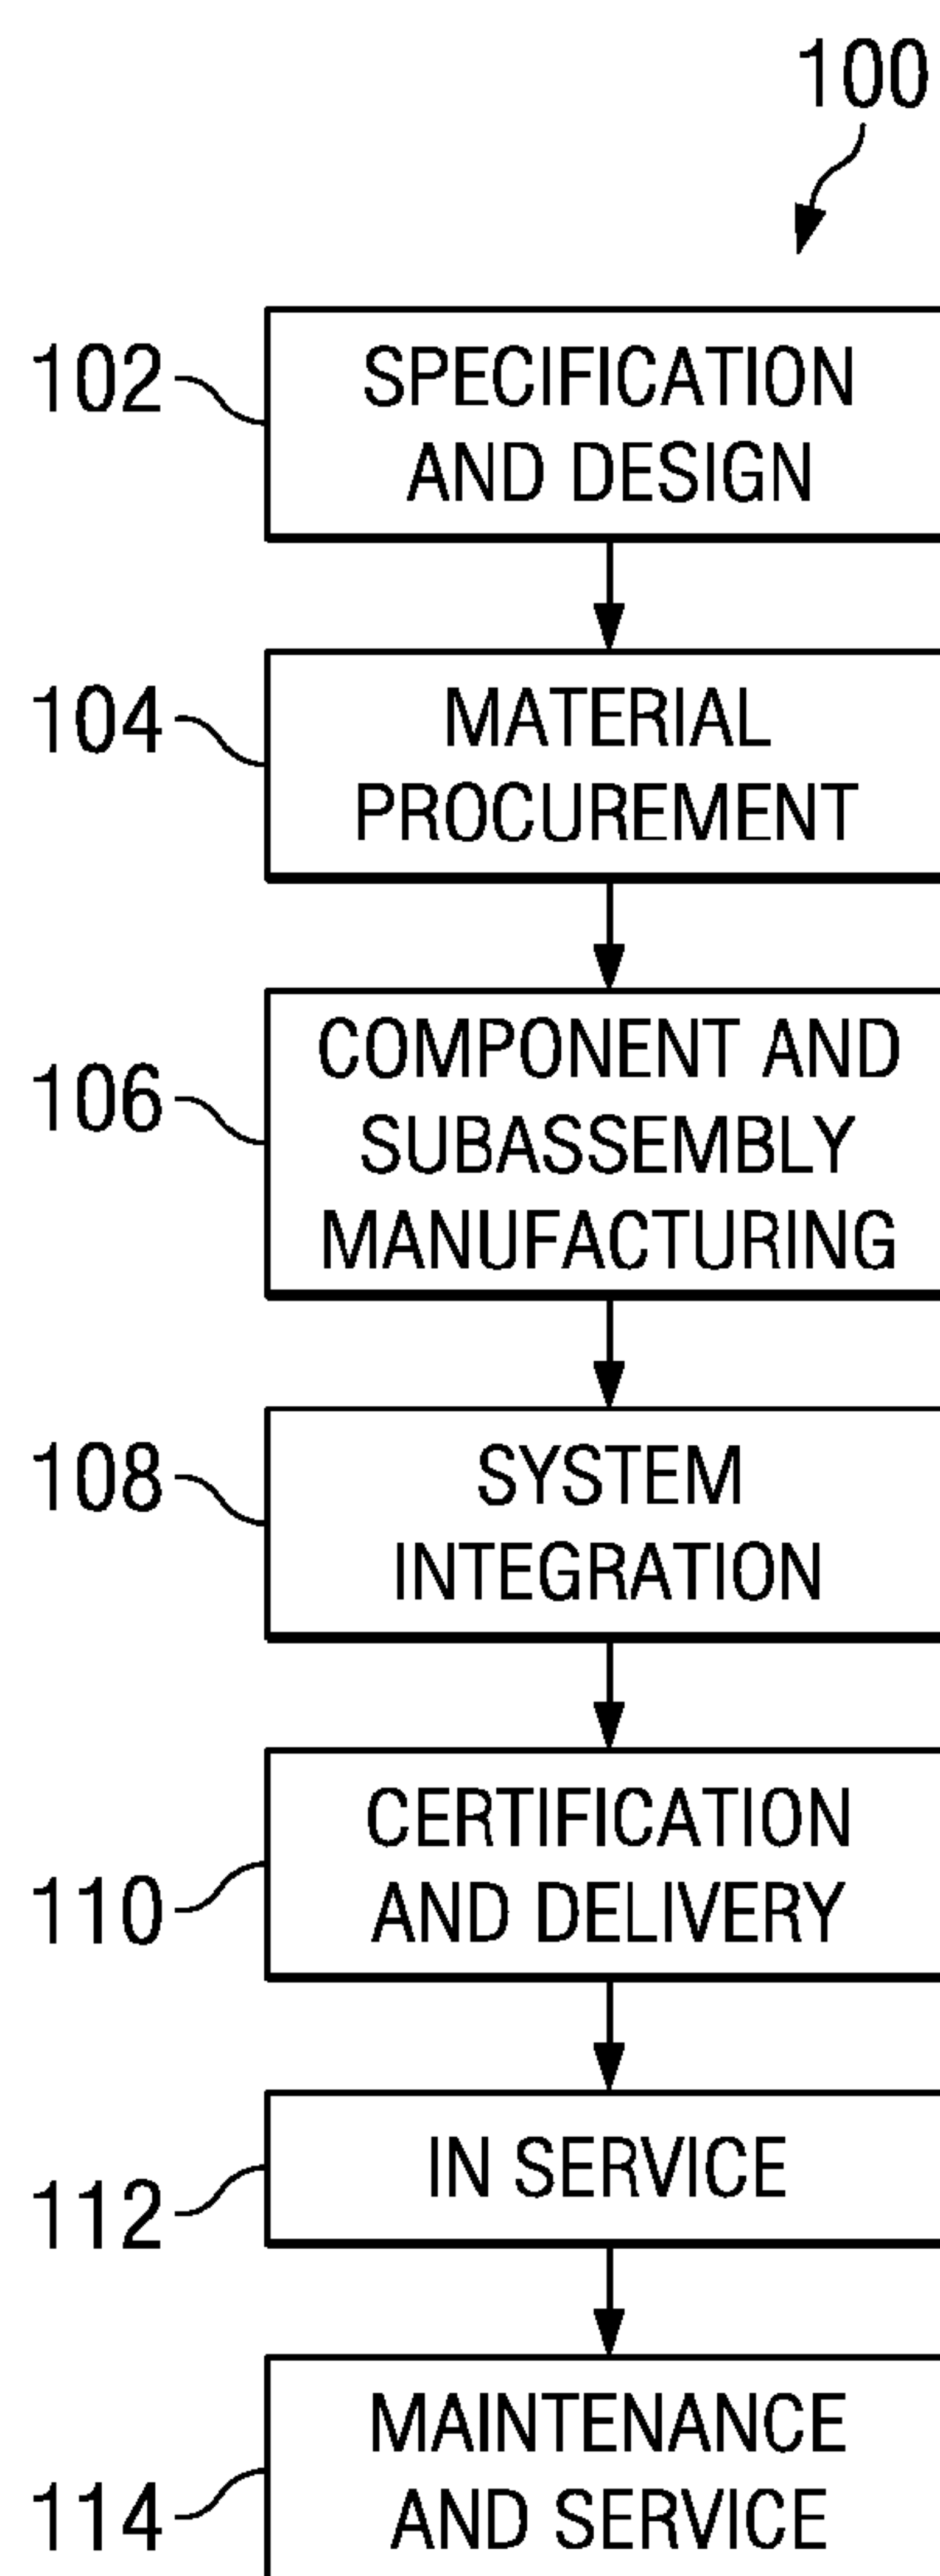 100
102
SPECIFICATION
AND DESIGN
104
MATERIAL
PROCUREMENT
106
COMPONENT AND
SUBASSEMBLY
MANUFACTURING
108
SYSTEM
INTEGRATION
110
CERTIFICATION
AND DELIVERY
112
IN SERVICE
114
MAINTENANCE
AND SERVICE